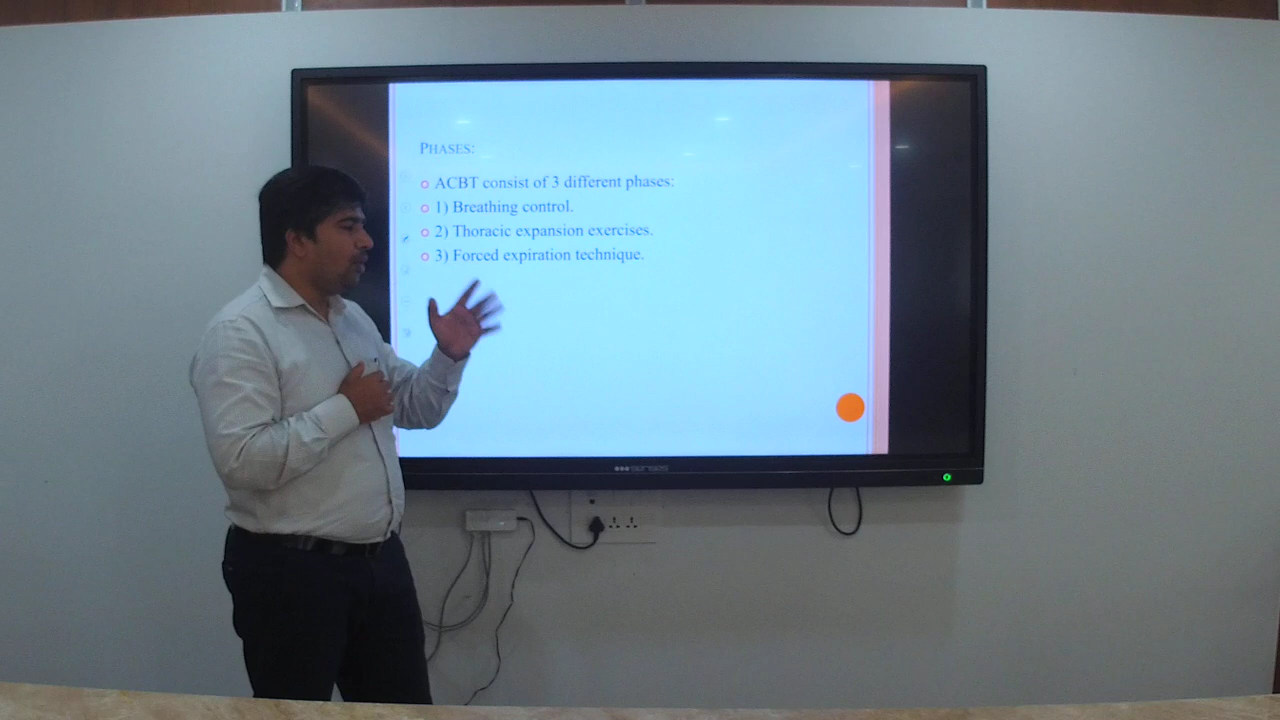 PHASES:
ACBT consist of 3 different phases:
1) Breathing control.
2) Thoracic expansion exercises.
3) Forced expiration technique.